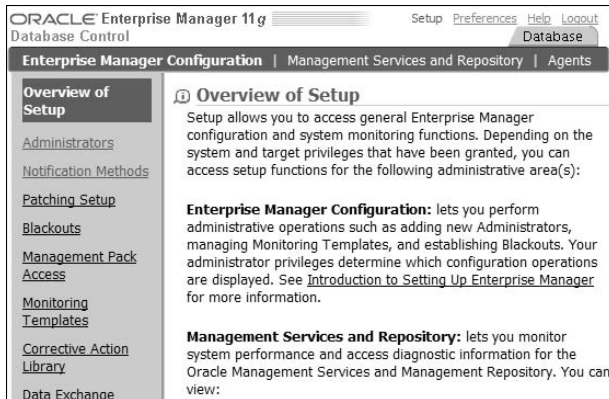 ORACLE Enterprise Manager 11g
Setup Preferences Help Logout
Database Control
Database
Enterprise Manager Configuration | Management Services and Repository | Agents
Overview of
Setup
Administrators
Notification Methods
Patching Setup
Blackouts
Management Pack
Access
Monitoring
Templates
Corrective Action
Library
Data Exchange
Overview of Setup
Setup allows you to access general Enterprise Manager
configuration and system monitoring functions. Depending on the
system and target privileges that have been granted, you can
access setup functions for the following administrative area(s):
Enterprise Manager Configuration: lets you perform
administrative operations such as adding new Administrators,
managing Monitoring Templates, and establishing Blackouts. Your
administrator privileges determine which configuration operations
are displayed. See Introduction to Setting Up Enterprise Manager
for more information.
Management Services and Repository: lets you monitor
system performance and access diagnostic information for the
Oracle Management Services and Management Repository. You can
view: